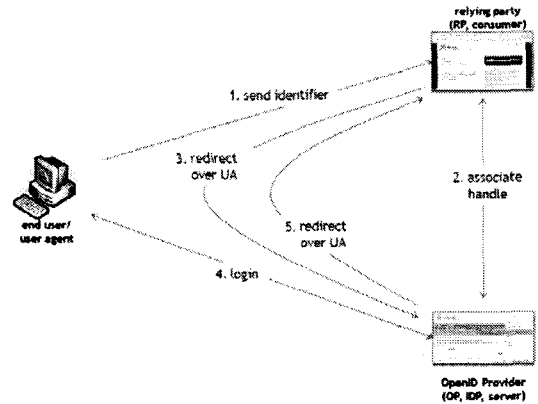 relying party
(RP, consumer)
1. send identifier
3. redirect
over UA
2. associate
handle
end user/
user agent
5. redirect
over UA
4. login
OpenID Provider
(OP, IDP, server)